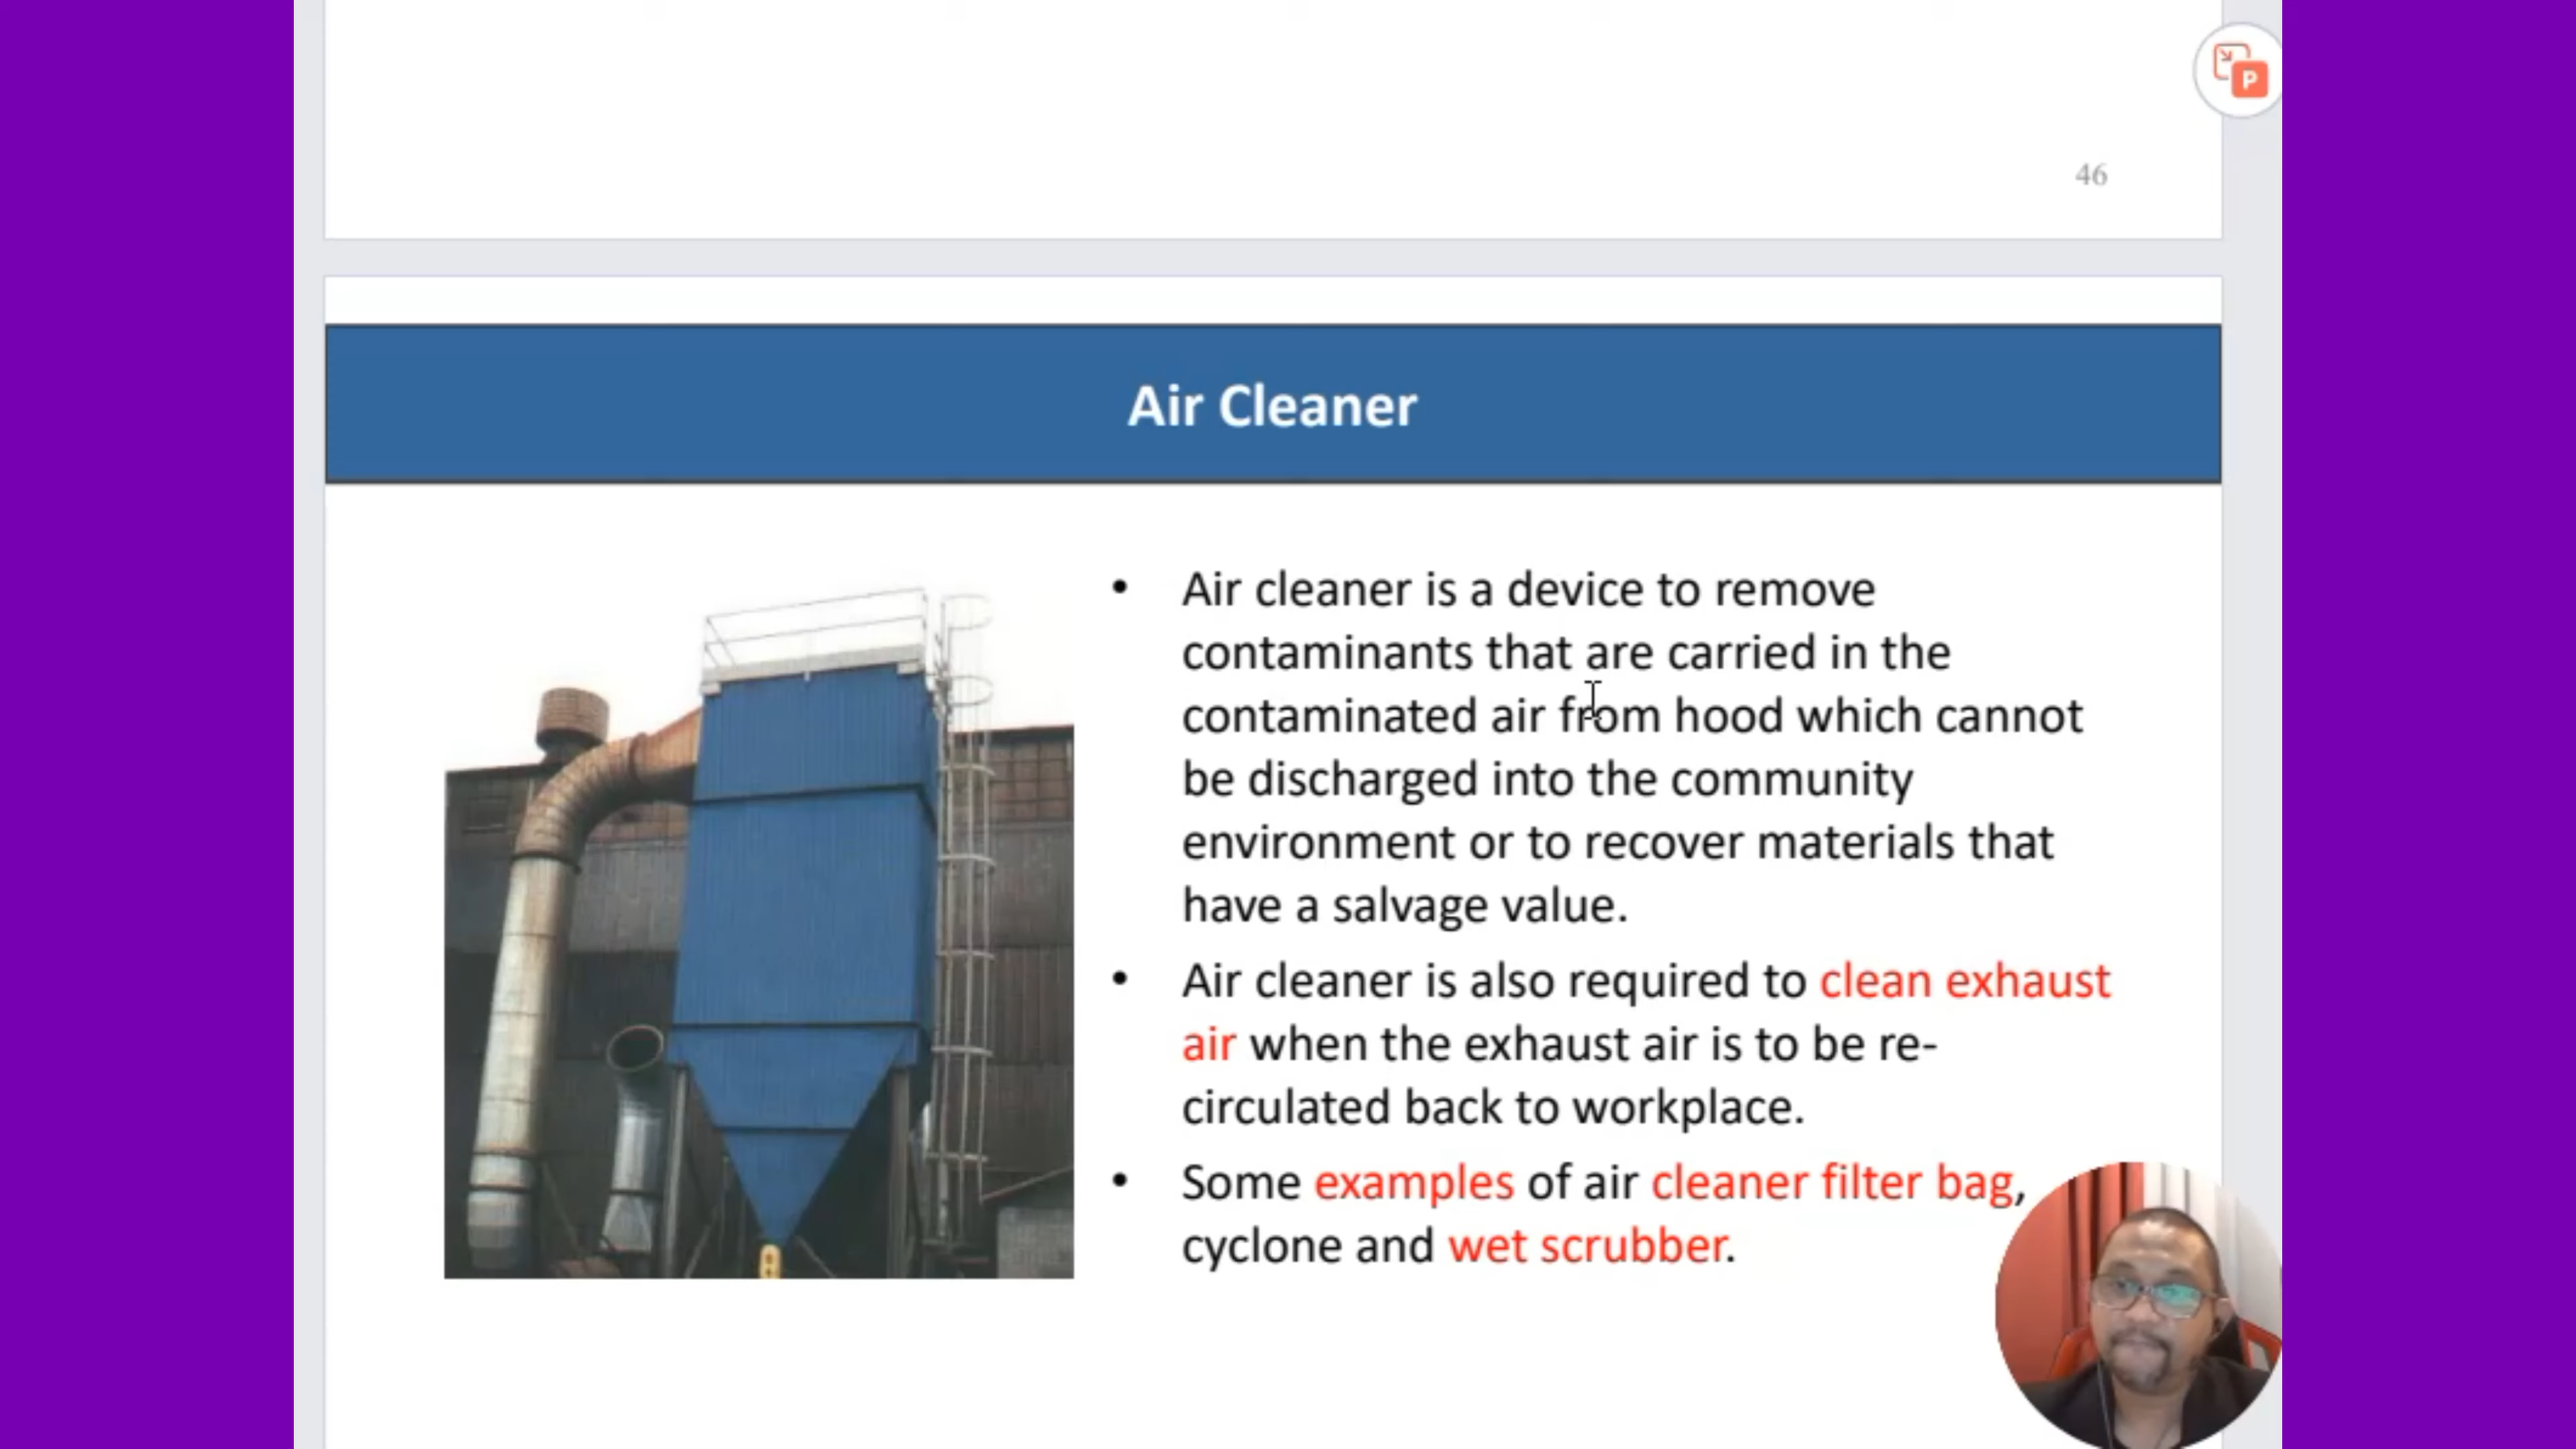 P
46
Air Cleaner
• Air cleaner is a device to remove
contaminants that are carried in the
contaminated air from hood which cannot
be discharged into the community
environment or to recover materials that
have a salvage value.
• Air cleaner is also required to clean exhaust
air when the exhaust air is to be re-
circulated back to workplace.
• Some examples of air cleaner filter bag,
cyclone and wet scrubber.